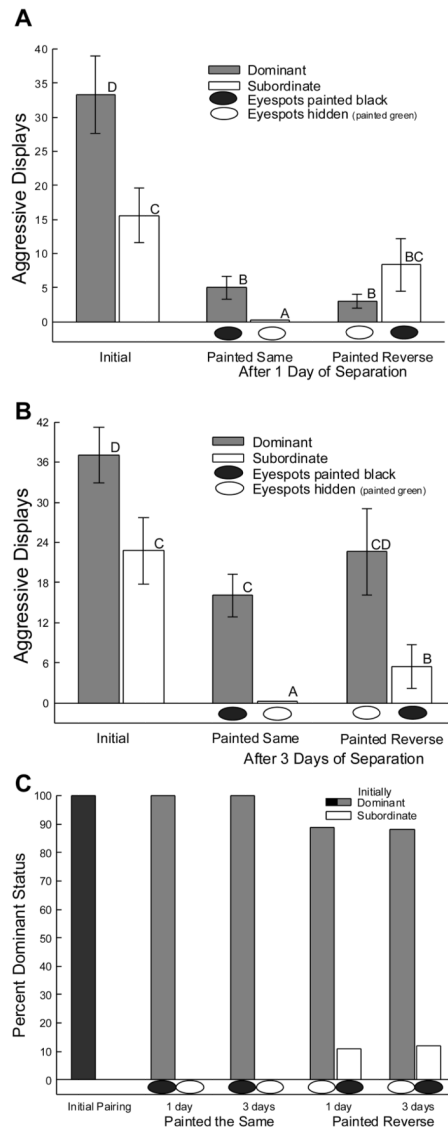 A
Aggressive Displays
40
35
30
25
20
15
10
5
0
Dominant
Subordinate
Eyespots painted black
Eyespots hidden (painted green)
D
C
B
A
B
BC
Initial
Painted Same
Painted Reverse
After 1 Day of Separation
B
Aggressive Displays
42
36
30
24
18
12
6
0
Dominant
Subordinate
Eyespots painted black
Eyespots hidden (painted green)
D
C
C
A
CD
B
Initial
Painted Same
Painted Reverse
After 3 Days of Separation
C
Percent Dominant Status
100
90
80
70
60
50
40
30
20
10
0
Initially
Dominant
Subordinate
Initial Pairing
1 day
3 days
1 day
3 days
Painted the Same
Painted Reverse